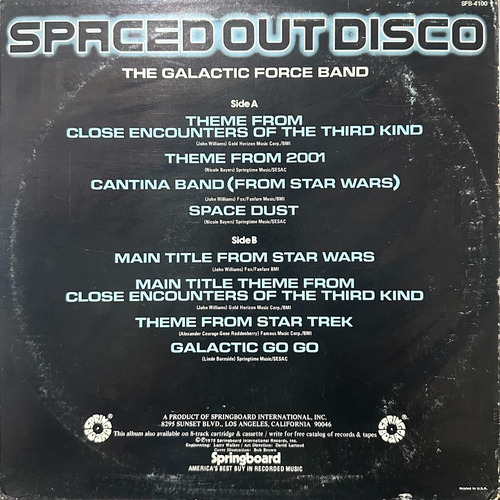 SPB-4100
SPACED OUT DISCO
THE GALACTIC FORCE BAND
Side A
THEME FROM
CLOSE ENCOUNTERS OF THE THIRD KIND
(John Williams) Gold Horizon Music Corp./BMI
THEME FROM 2001
(Nicole Bayers) Springtime Music/SESAC
CANTINA BAND (FROM STAR WARS)
(John Williams) Fox/Fanfare Music/BMI
SPACE DUST
(Nicole Bayers) Springtime Music/SESAC
Side B
MAIN TITLE FROM STAR WARS
(John Williams) Fox/Fanfare BMI
MAIN TITLE THEME FROM
CLOSE ENCOUNTERS OF THE THIRD KIND
(John Williams) Gold Horizon Music Corp./BMI
THEME FROM STAR TREK
(Alexander Courage-Gene Roddenberry) Famous Music Corp./BMI
GALACTIC GO GO
(Linde Burnside) Springtime Music/SESAC
A PRODUCT OF SPRINGBOARD INTERNATIONAL, INC.
8295 SUNSET BLVD., LOS ANGELES, CALIFORNIA 90046
This album also available on 8-track cartridge & cassette / write for free catalog of records & tapes
Springboard International Records, Inc.
Engineering: Larry Walker / Art Direction: David
Cover Illustration: Bob Brown
Springboard
AMERICA'S BEST BUY IN RECORDED MUSIC
Printed in U.S.A.